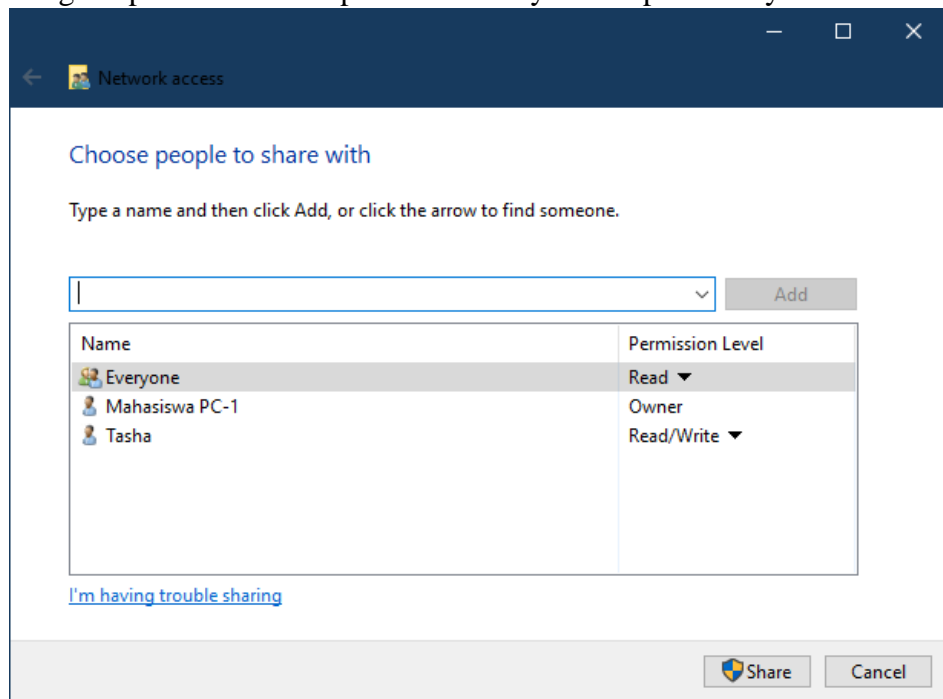 Network access
Choose people to share with
Type a name and then click Add, or click the arrow to find someone.
Add
Name Permission Level
Everyone Read
Mahasiswa PC-1 Owner
Tasha Read/Write
I'm having trouble sharing
Share Cancel